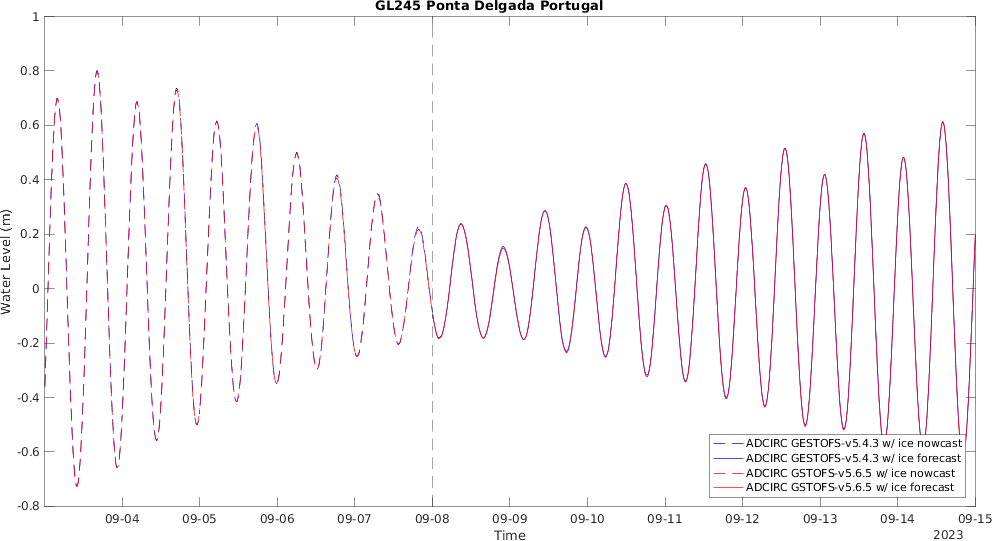 GL245 Ponta Delgada Portugal
1
0.8
0.6
0.4
0.2
0
-0.2
-0.4
-0.6
-0.8
Water Level (m)
ADCIRC GESTOFS-v5.4.3 w/ ice nowcast
ADCIRC GESTOFS-v5.4.3 w/ ice forecast
ADCIRC GSTOFS-v5.6.5 w/ ice nowcast
ADCIRC GSTOFS-v5.6.5 w/ ice forecast
09-04 09-05 09-06 09-07 09-08 09-09 09-10 09-11 09-12 09-13 09-14 09-15
Time
2023